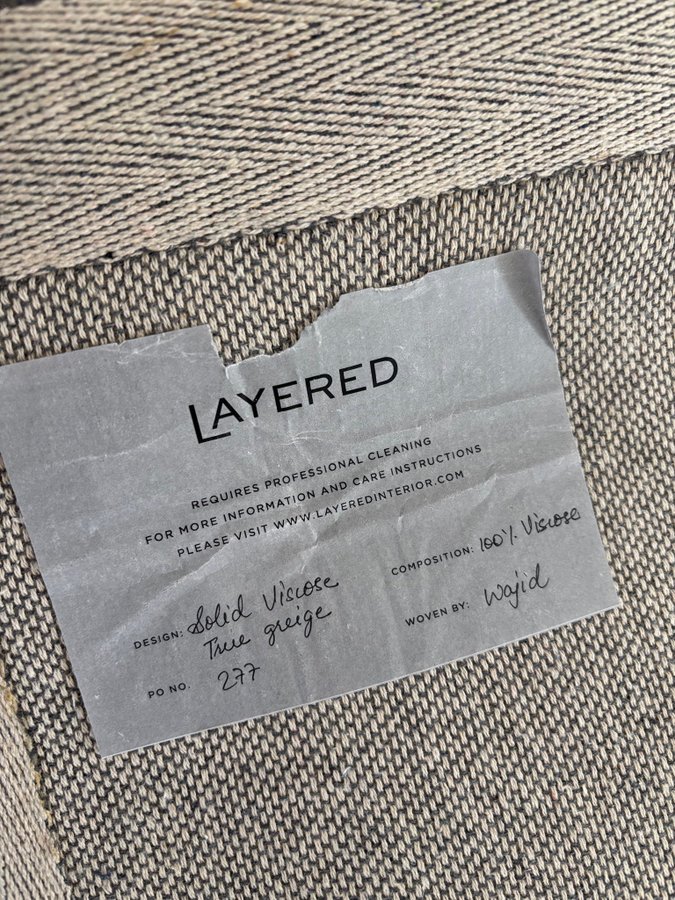 LAYERED
REQUIRES PROFESSIONAL CLEANING
FOR MORE INFORMATION AND CARE INSTRUCTIONS
PLEASE VISIT WWW.LAYEREDINTERIOR.COM
DESIGN: Solid Viscose
True greige
PO NO. 277
COMPOSITION: 100% Viscose
WOVEN BY: Wajid